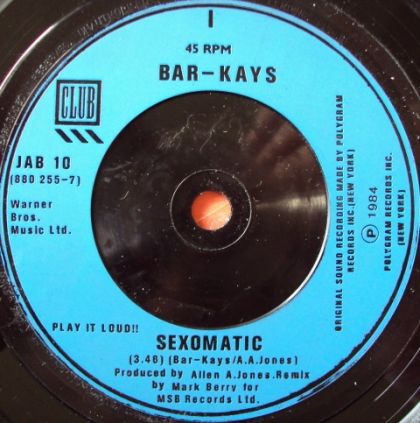 I
45 RPM
BAR-KAYS
CLUB
JAB 10
(880 255-7)
Warner
Bros.
Music Ltd.
ORIGINAL SOUND RECORDING MADE BY POLYGRAM
RECORDS INC.(NEW YORK)
Ⓟ 1984
POLYGRAM RECORDS INC.
(NEW YORK)
PLAY IT LOUD!!
SEXOMATIC
(3.46) (Bar-Kays/A.A.Jones)
Produced by Allen A.Jones.Remix
by Mark Berry for
MSB Records Ltd.